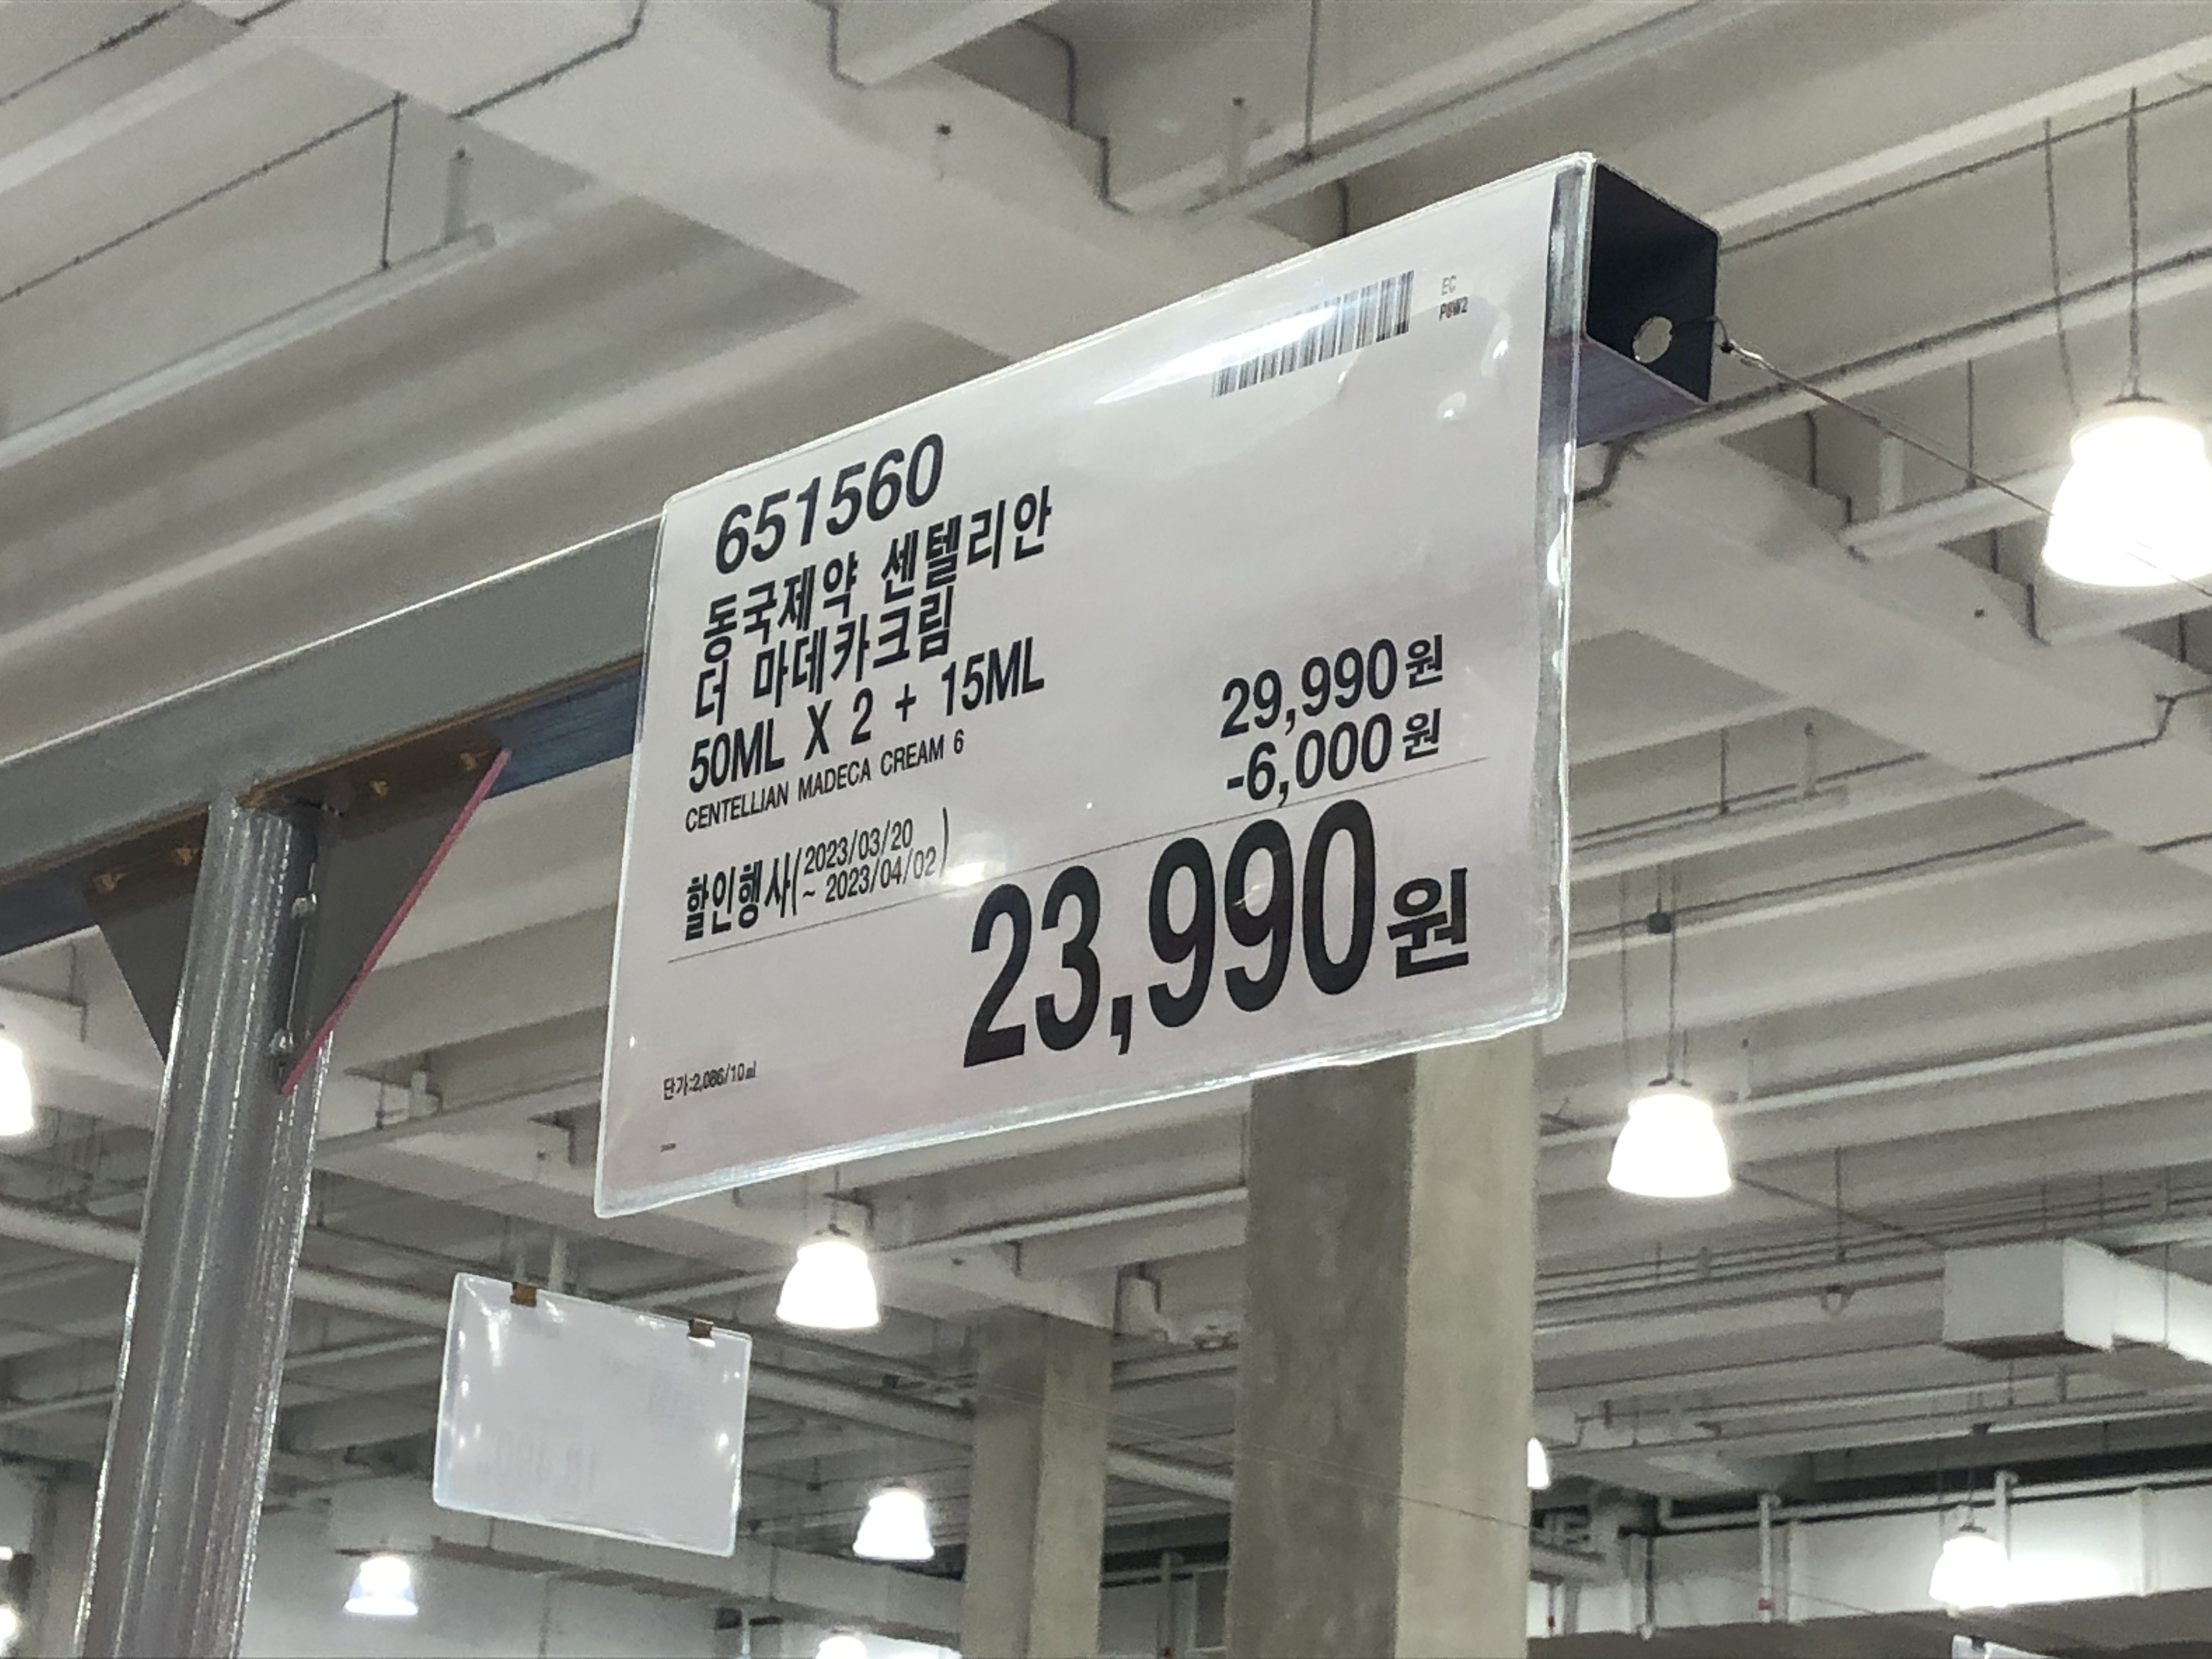 EC
P8W2
651560
동국제약 센텔리안
더 마데카크림
50ML X 2 + 15ML
CENTELLIAN MADECA CREAM 6
29,990원
-6,000원
할인행사(2023/03/20
~ 2023/04/02)
23,990원
단가:2,086/10㎖